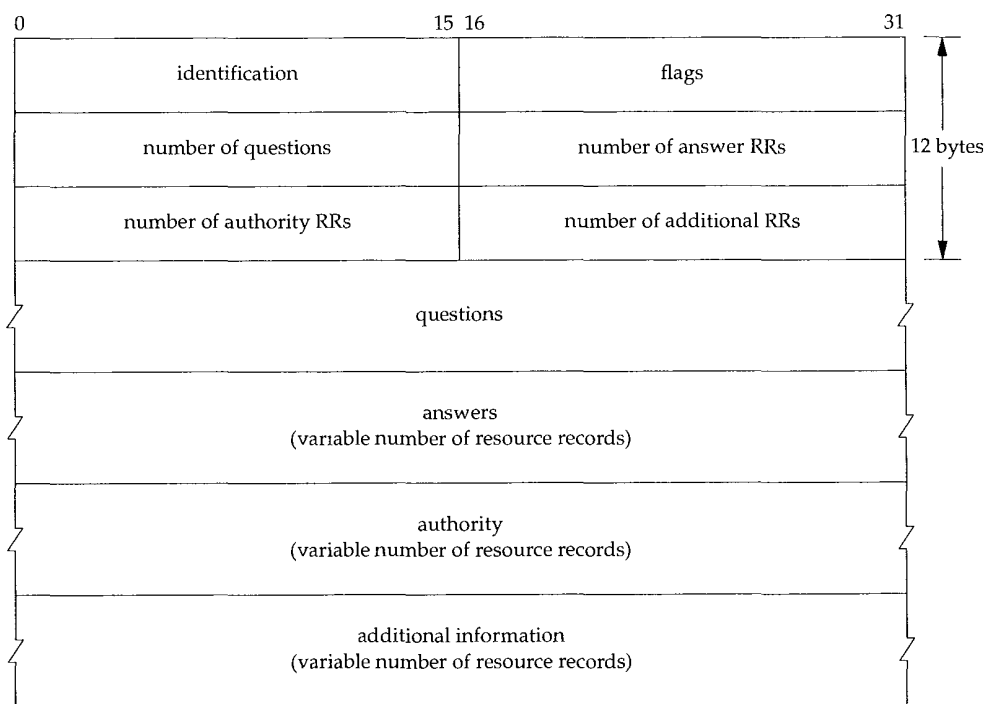 0 15 16 31
identification flags
number of questions number of answer RRs 12 bytes
number of authority RRs number of additional RRs
questions
answers
(variable number of resource records)
authority
(variable number of resource records)
additional information
(variable number of resource records)